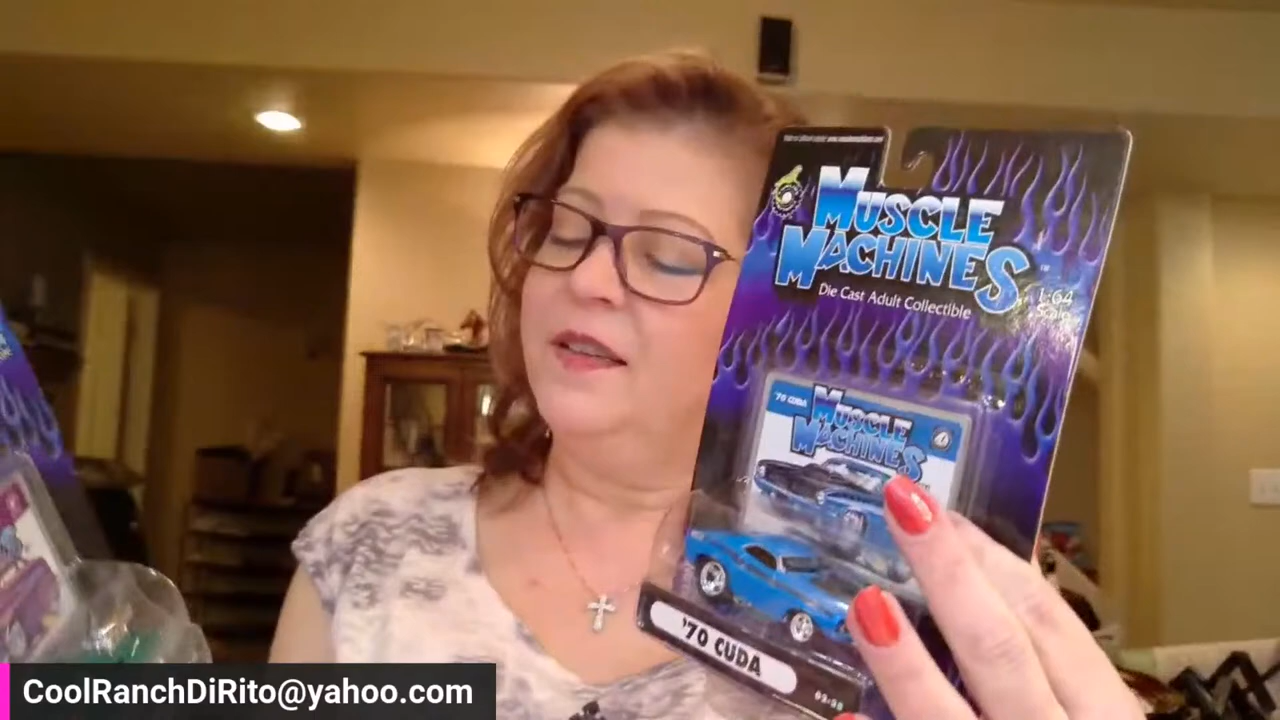 MUSCLE
MACHINES
Die Cast Adult Collectible
1:64
Scale
'70 CUDA
MUSCLE
MACHINES
'70 CUDA
CoolRanchDiRito@yahoo.com